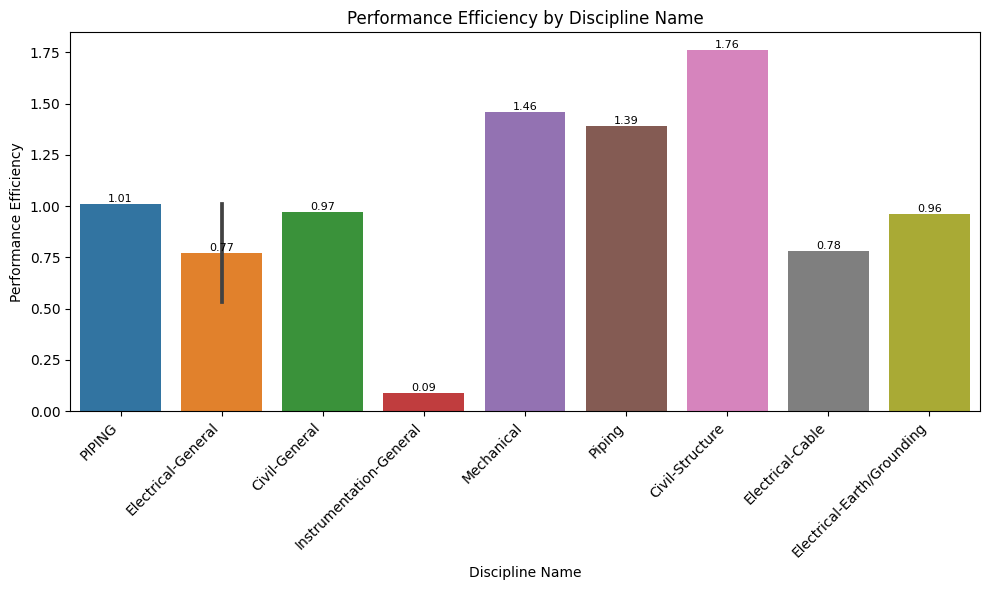 Performance Efficiency by Discipline Name
Performance Efficiency
1.75
1.50
1.25
1.00
0.75
0.50
0.25
0.00
1.01
0.77
0.97
0.09
1.46
1.39
1.76
0.78
0.96
PIPING
Electrical-General
Civil-General
Instrumentation-General
Mechanical
Piping
Civil-Structure
Electrical-Cable
Electrical-Earth/Grounding
Discipline Name